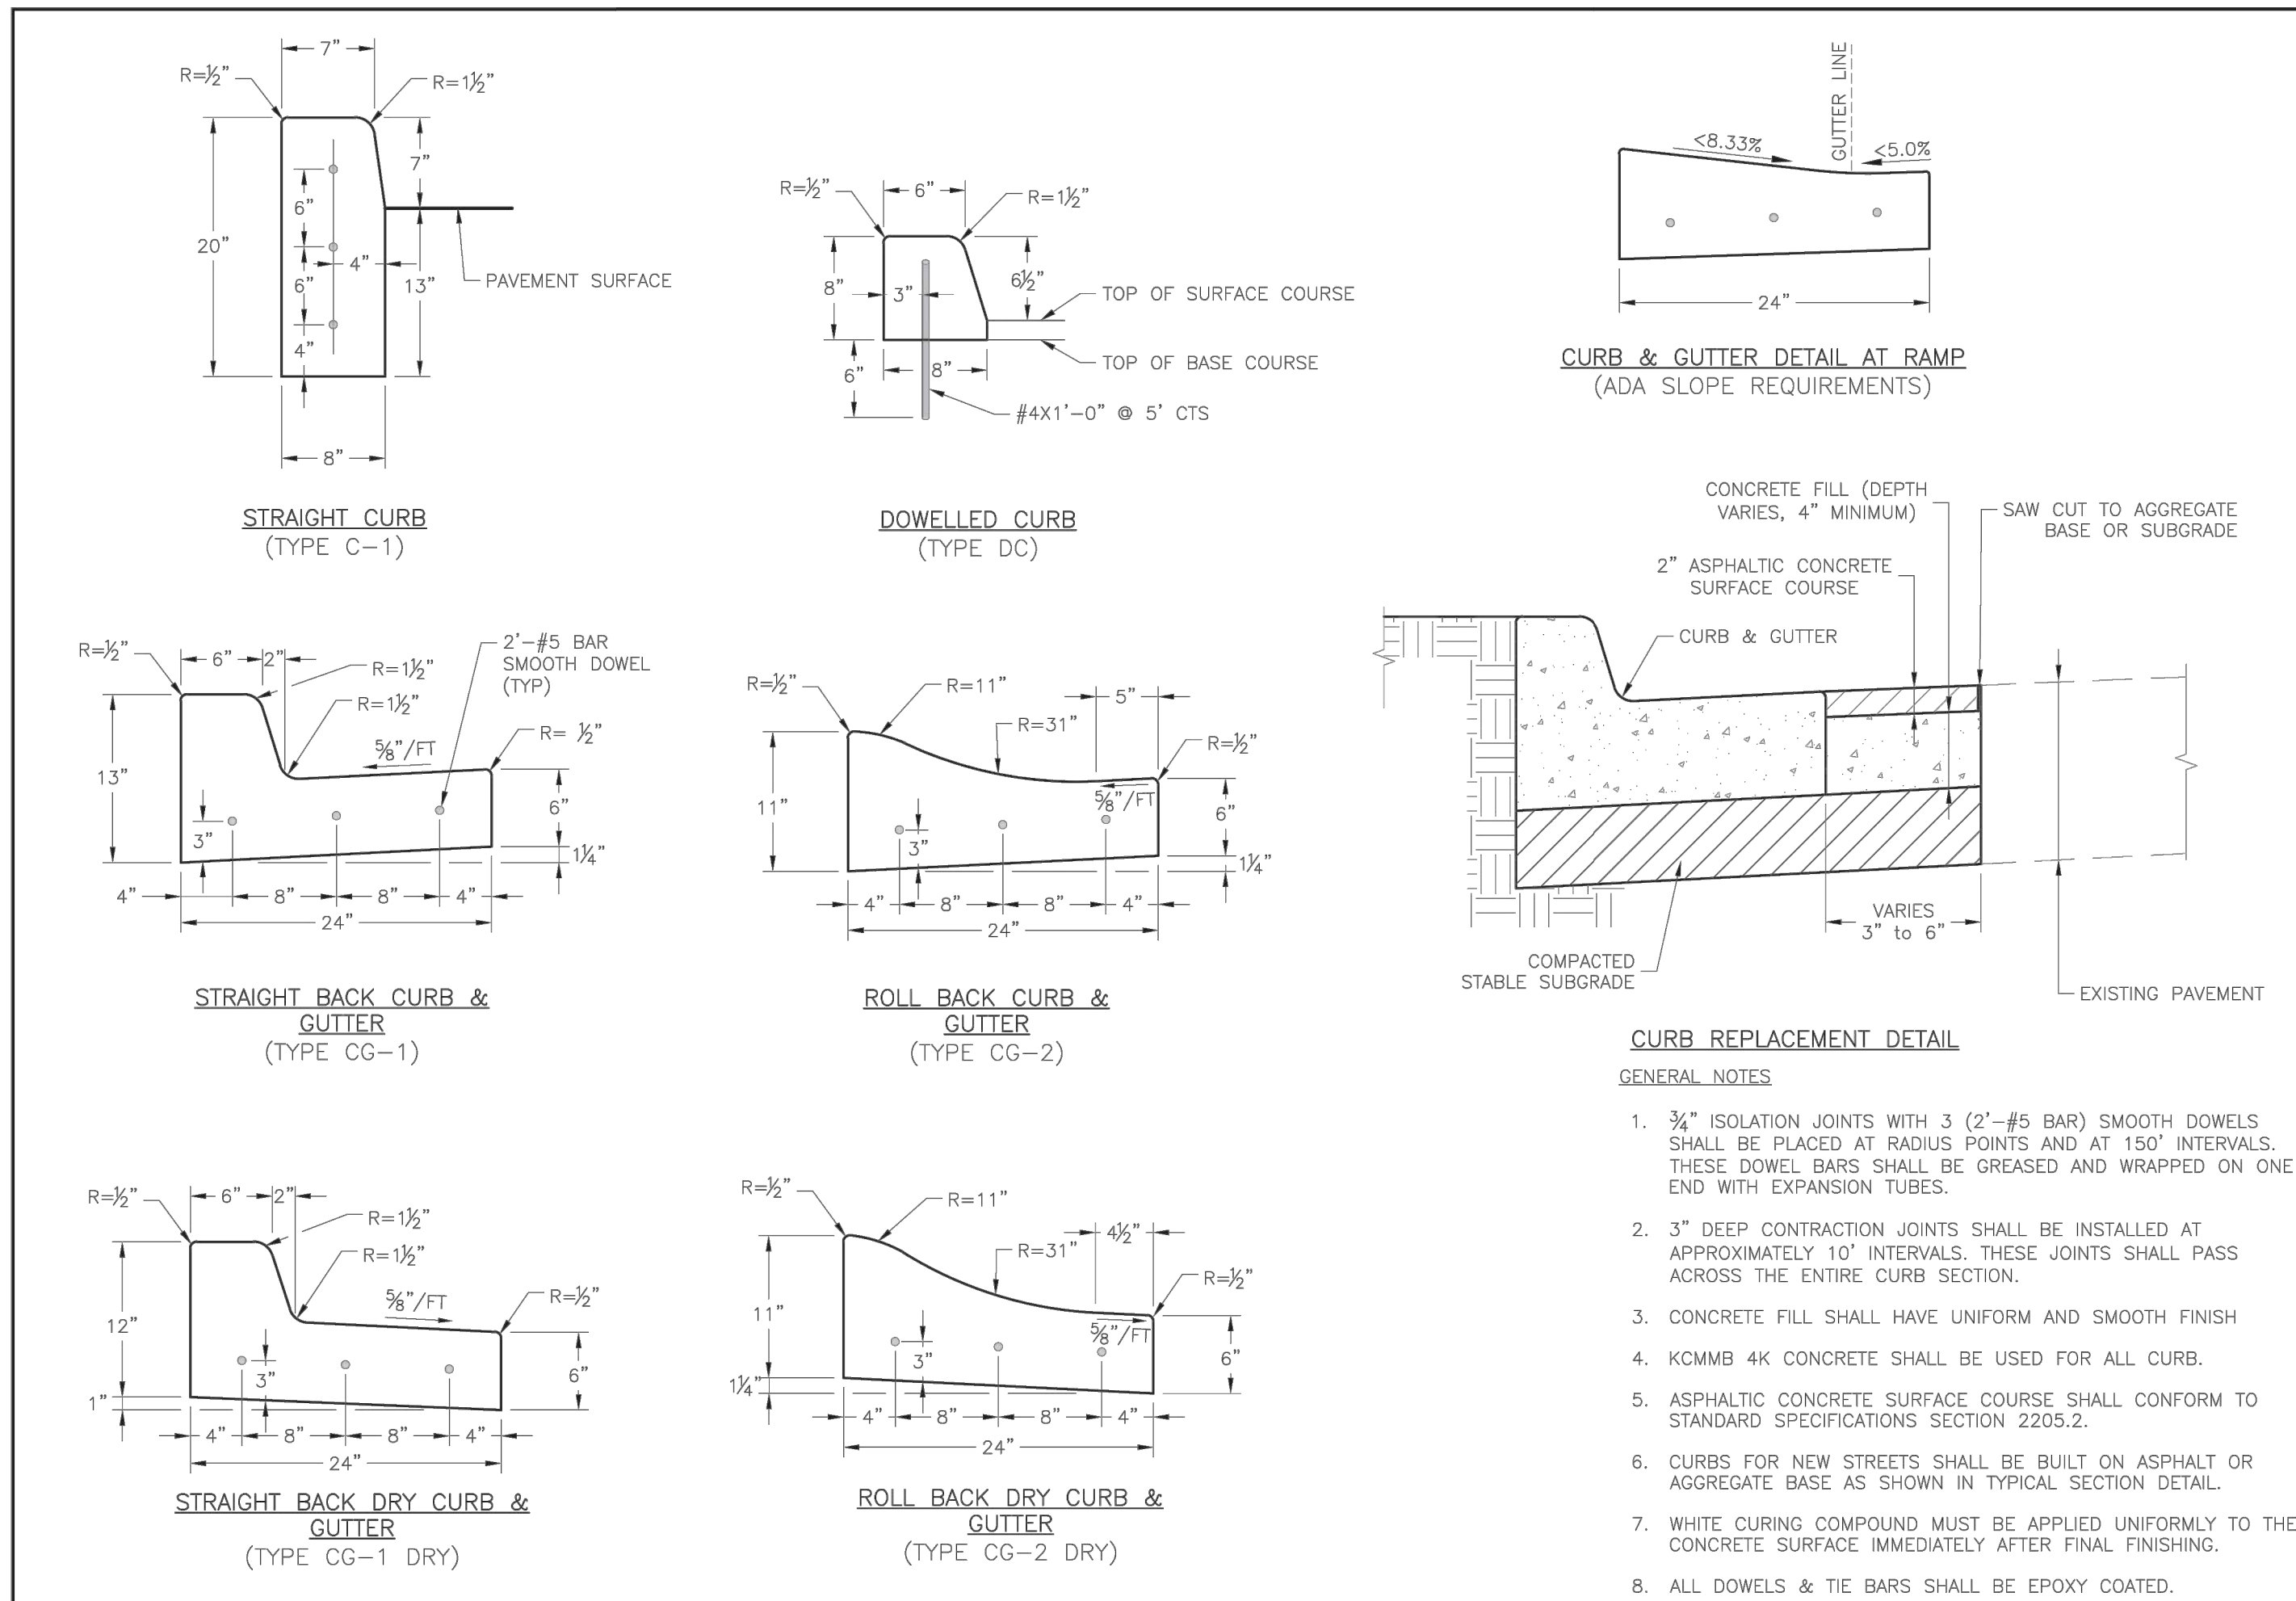 7"
R=½"
R=1½"
7"
20"
6"
4"
6"
13"
4"
PAVEMENT SURFACE
8"
STRAIGHT CURB
(TYPE C-1)
R=½"
6"
R=1½"
8"
3"
6½"
TOP OF SURFACE COURSE
TOP OF BASE COURSE
6"
8"
#4X1'-0" @ 5' CTS
DOWELLED CURB
(TYPE DC)
GUTTER LINE
<8.33%
<5.0%
24"
CURB & GUTTER DETAIL AT RAMP
(ADA SLOPE REQUIREMENTS)
R=½"
6"
2"
R=1½"
R=1½"
2'-#5 BAR
SMOOTH DOWEL
(TYP)
⅝"/FT
R= ½"
13"
3"
6"
1¼"
4"
8"
8"
4"
24"
STRAIGHT BACK CURB &
GUTTER
(TYPE CG-1)
R=½"
R=11"
5"
R=31"
R=½"
11"
⅝"/FT
3"
6"
1¼"
4"
8"
8"
4"
24"
ROLL BACK CURB &
GUTTER
(TYPE CG-2)
CONCRETE FILL (DEPTH
VARIES, 4" MINIMUM)
SAW CUT TO AGGREGATE
BASE OR SUBGRADE
2" ASPHALTIC CONCRETE
SURFACE COURSE
CURB & GUTTER
VARIES
3" to 6"
COMPACTED
STABLE SUBGRADE
EXISTING PAVEMENT
CURB REPLACEMENT DETAIL
R=½"
6"
2"
R=1½"
R=1½"
⅝"/FT
R=½"
12"
3"
6"
1"
4"
8"
8"
4"
24"
STRAIGHT BACK DRY CURB &
GUTTER
(TYPE CG-1 DRY)
R=½"
R=11"
4½"
R=31"
R=½"
11"
⅝"/FT
3"
6"
1¼"
4"
8"
8"
4"
24"
ROLL BACK DRY CURB &
GUTTER
(TYPE CG-2 DRY)
GENERAL NOTES
1. ¾" ISOLATION JOINTS WITH 3 (2'-#5 BAR) SMOOTH DOWELS
SHALL BE PLACED AT RADIUS POINTS AND AT 150' INTERVALS.
THESE DOWEL BARS SHALL BE GREASED AND WRAPPED ON ONE
END WITH EXPANSION TUBES.
2. 3" DEEP CONTRACTION JOINTS SHALL BE INSTALLED AT
APPROXIMATELY 10' INTERVALS. THESE JOINTS SHALL PASS
ACROSS THE ENTIRE CURB SECTION.
3. CONCRETE FILL SHALL HAVE UNIFORM AND SMOOTH FINISH
4. KCMMB 4K CONCRETE SHALL BE USED FOR ALL CURB.
5. ASPHALTIC CONCRETE SURFACE COURSE SHALL CONFORM TO
STANDARD SPECIFICATIONS SECTION 2205.2.
6. CURBS FOR NEW STREETS SHALL BE BUILT ON ASPHALT OR
AGGREGATE BASE AS SHOWN IN TYPICAL SECTION DETAIL.
7. WHITE CURING COMPOUND MUST BE APPLIED UNIFORMLY TO THE
CONCRETE SURFACE IMMEDIATELY AFTER FINAL FINISHING.
8. ALL DOWELS & TIE BARS SHALL BE EPOXY COATED.